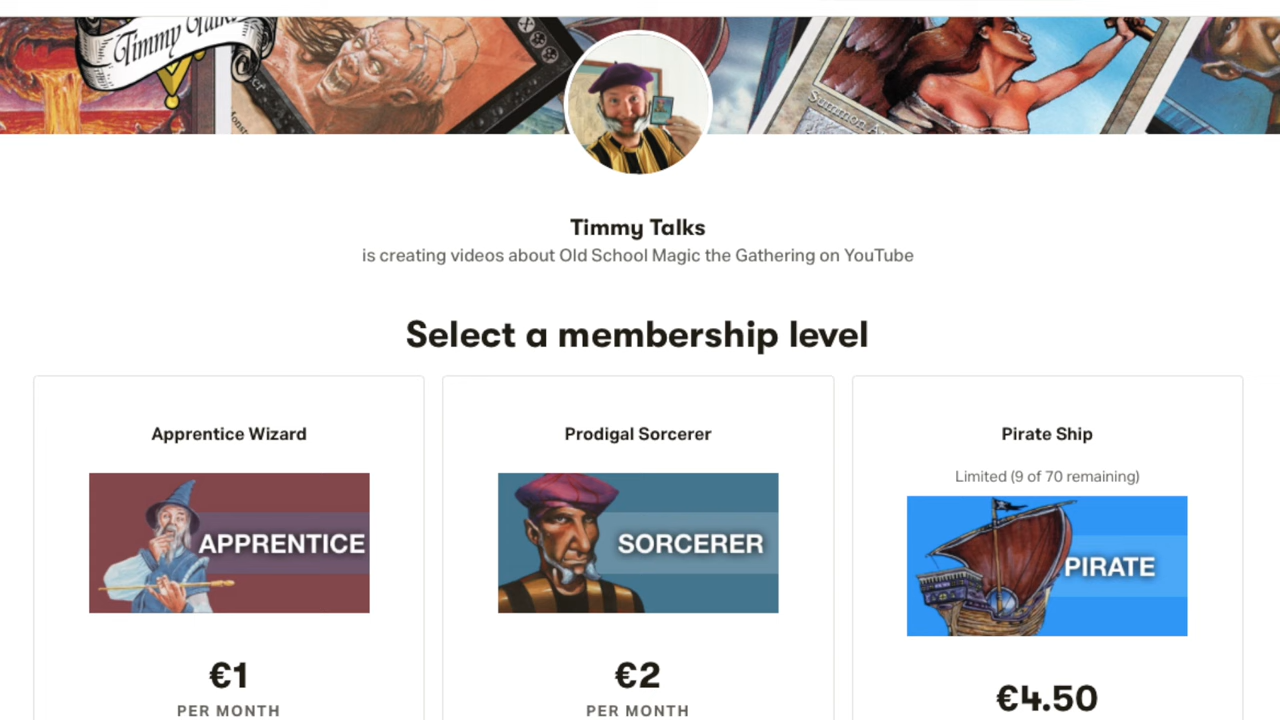 Timmy Talks
Summon A
Timmy Talks
is creating videos about Old School Magic the Gathering on YouTube
Select a membership level
Apprentice Wizard
Prodigal Sorcerer
Pirate Ship
Limited (9 of 70 remaining)
APPRENTICE
SORCERER
PIRATE
€1
€2
€4.50
PER MONTH
PER MONTH